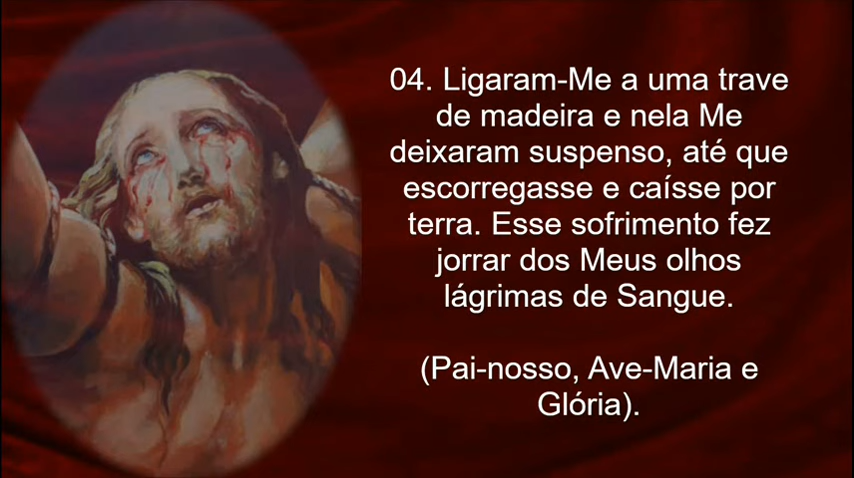 04. Ligaram-Me a uma trave
de madeira e nela Me
deixaram suspenso, até que
escorregasse e caísse por
terra. Esse sofrimento fez
jorrar dos Meus olhos
lágrimas de Sangue.
(Pai-nosso, Ave-Maria e
Glória).